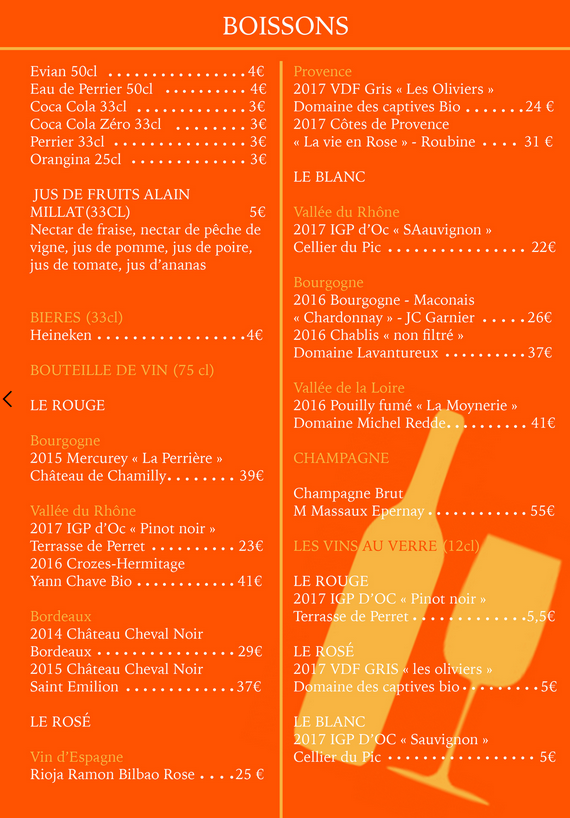 BOISSONS
Evian 50cl ................ 4€
Eau de Perrier 50cl .......... 4€
Coca Cola 33cl ............. 3€
Coca Cola Zéro 33cl ........ 3€
Perrier 33cl ............... 3€
Orangina 25cl .............. 3€
JUS DE FRUITS ALAIN
MILLAT(33CL) 5€
Nectar de fraise, nectar de pêche de
vigne, jus de pomme, jus de poire,
jus de tomate, jus d'ananas
BIERES (33cl)
Heineken .................4€
BOUTEILLE DE VIN (75 cl)
LE ROUGE
Bourgogne
2015 Mercurey « La Perrière »
Château de Chamilly........ 39€
Vallée du Rhône
2017 IGP d'Oc « Pinot noir »
Terrasse de Perret .......... 23€
2016 Crozes-Hermitage
Yann Chave Bio ............ 41€
Bordeaux
2014 Château Cheval Noir
Bordeaux ................ 29€
2015 Château Cheval Noir
Saint Emilion .............37€
LE ROSÉ
Vin d'Espagne
Rioja Ramon Bilbao Rose ....25 €
Provence
2017 VDF Gris « Les Oliviers »
Domaine des captives Bio .......24 €
2017 Côtes de Provence
« La vie en Rose » - Roubine .... 31 €
LE BLANC
Vallée du Rhône
2017 IGP d'Oc « SAauvignon »
Cellier du Pic ................ 22€
Bourgogne
2016 Bourgogne - Maconais
« Chardonnay » - JC Garnier .....26€
2016 Chablis « non filtré »
Domaine Lavantureux .......... 37€
Vallée de la Loire
2016 Pouilly fumé « La Moynerie »
Domaine Michel Redde.......... 41€
CHAMPAGNE
Champagne Brut
M Massaux Epernay ............ 55€
LES VINS AU VERRE (12cl)
LE ROUGE
2017 IGP D'OC « Pinot noir »
Terrasse de Perret ..............5,5€
LE ROSÉ
2017 VDF GRIS « les oliviers »
Domaine des captives bio......... 5€
LE BLANC
2017 IGP D'OC « Sauvignon »
Cellier du Pic ................. 5€